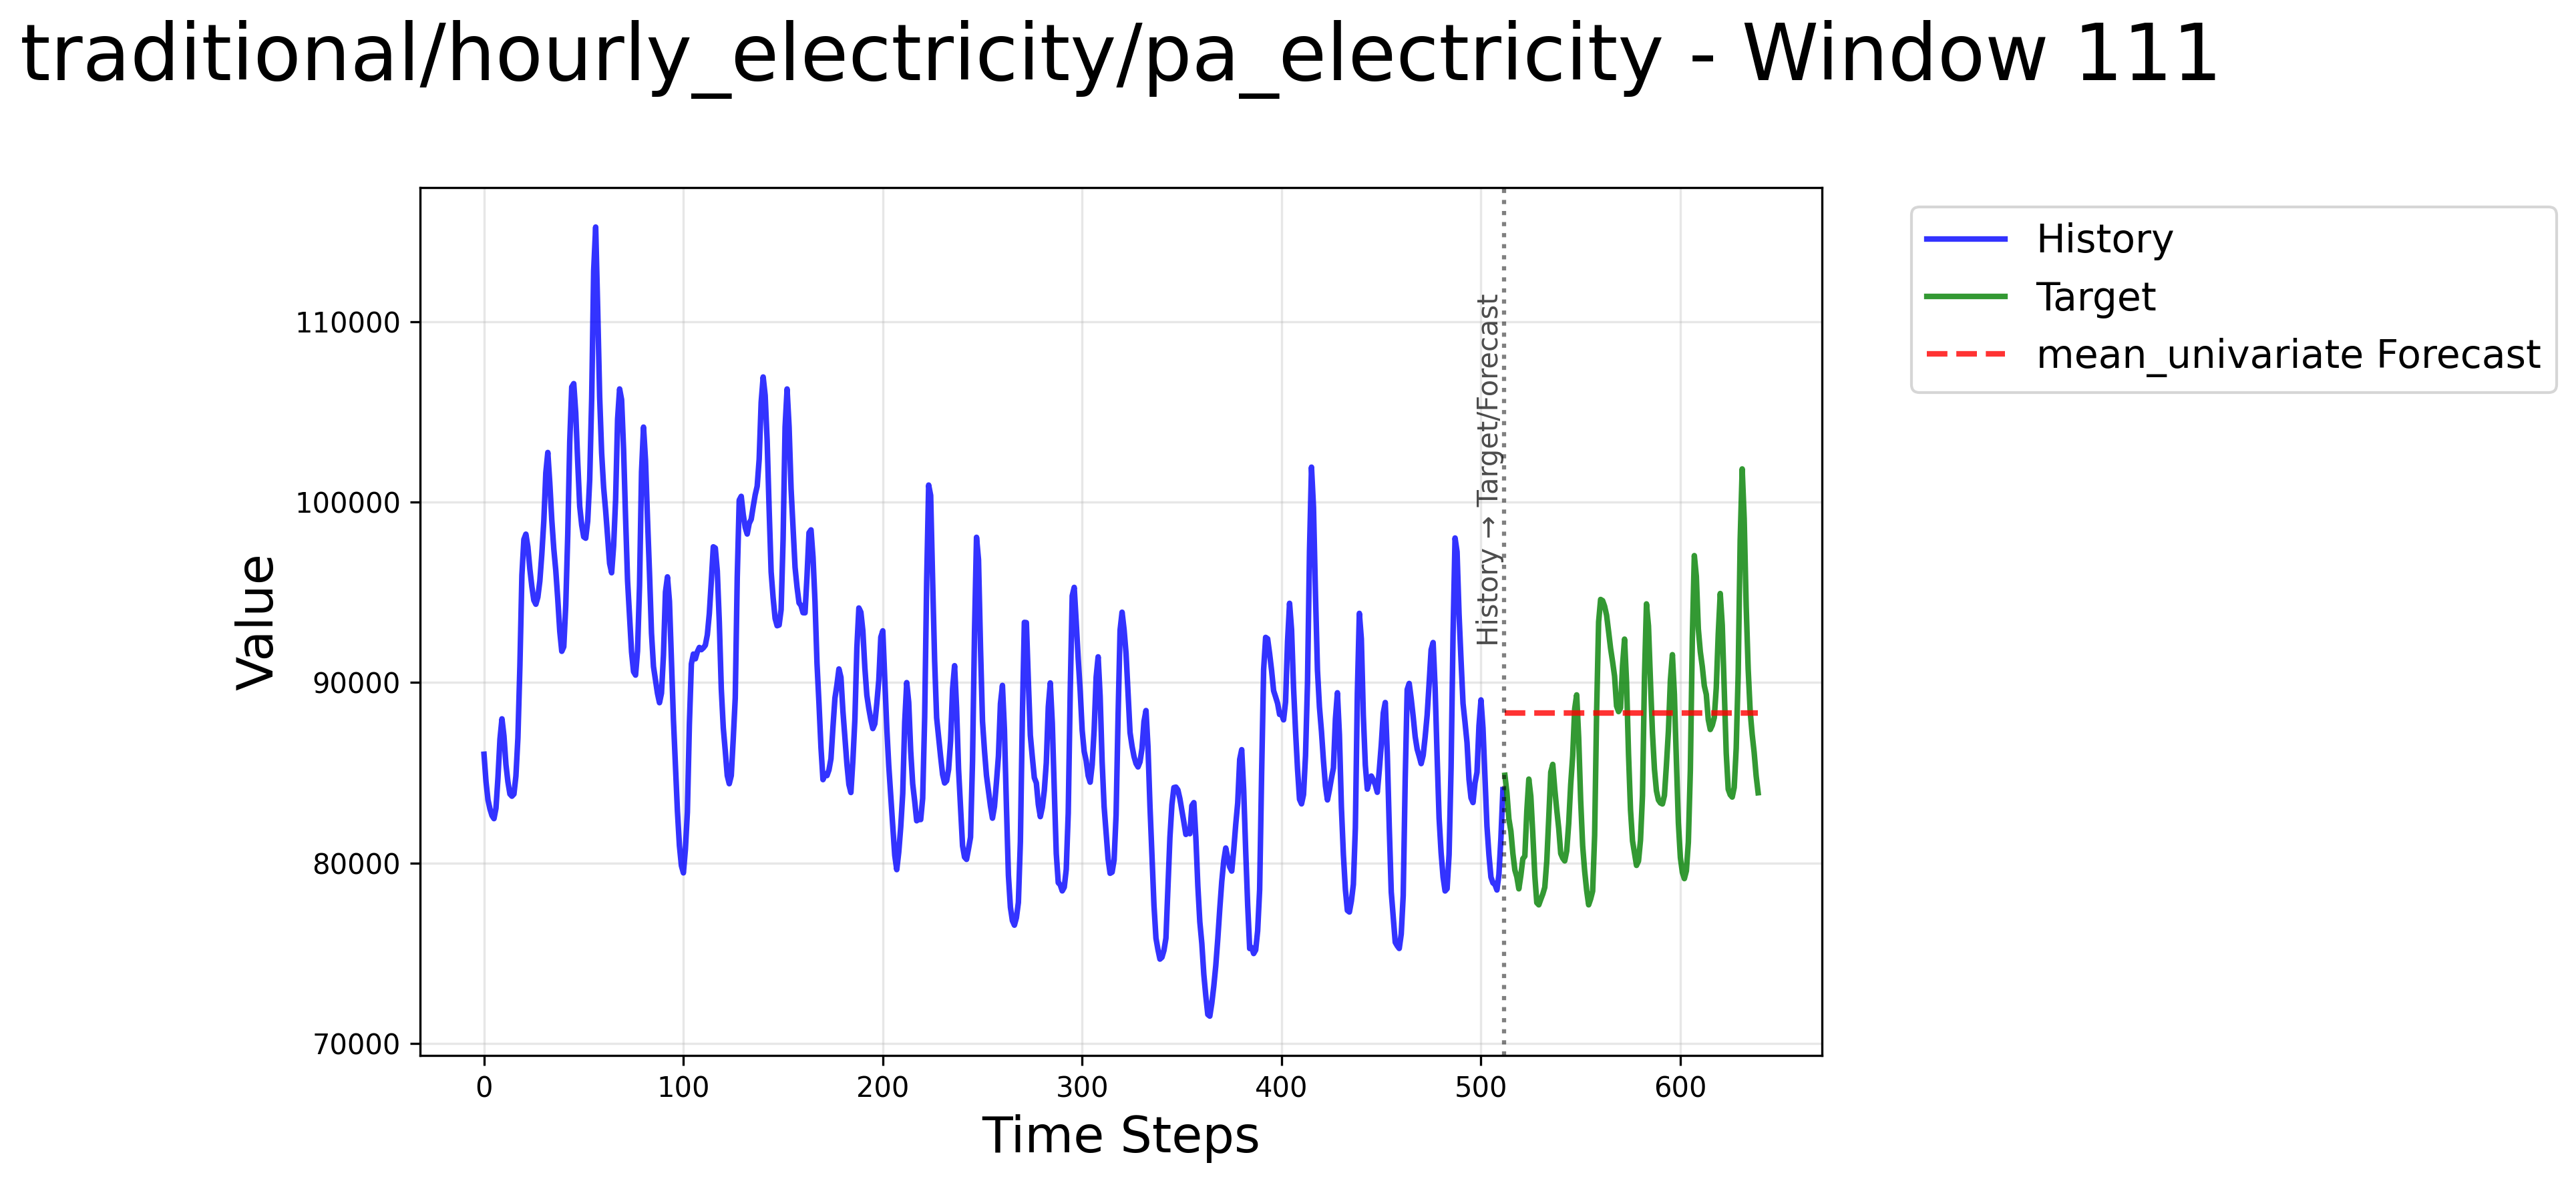 traditional/hourly_electricity/pa_electricity - Window 111
History
Target
mean_univariate Forecast
History → Target/Forecast
Value
110000
100000
90000
80000
70000
0
100
200
300
400
500
600
Time Steps